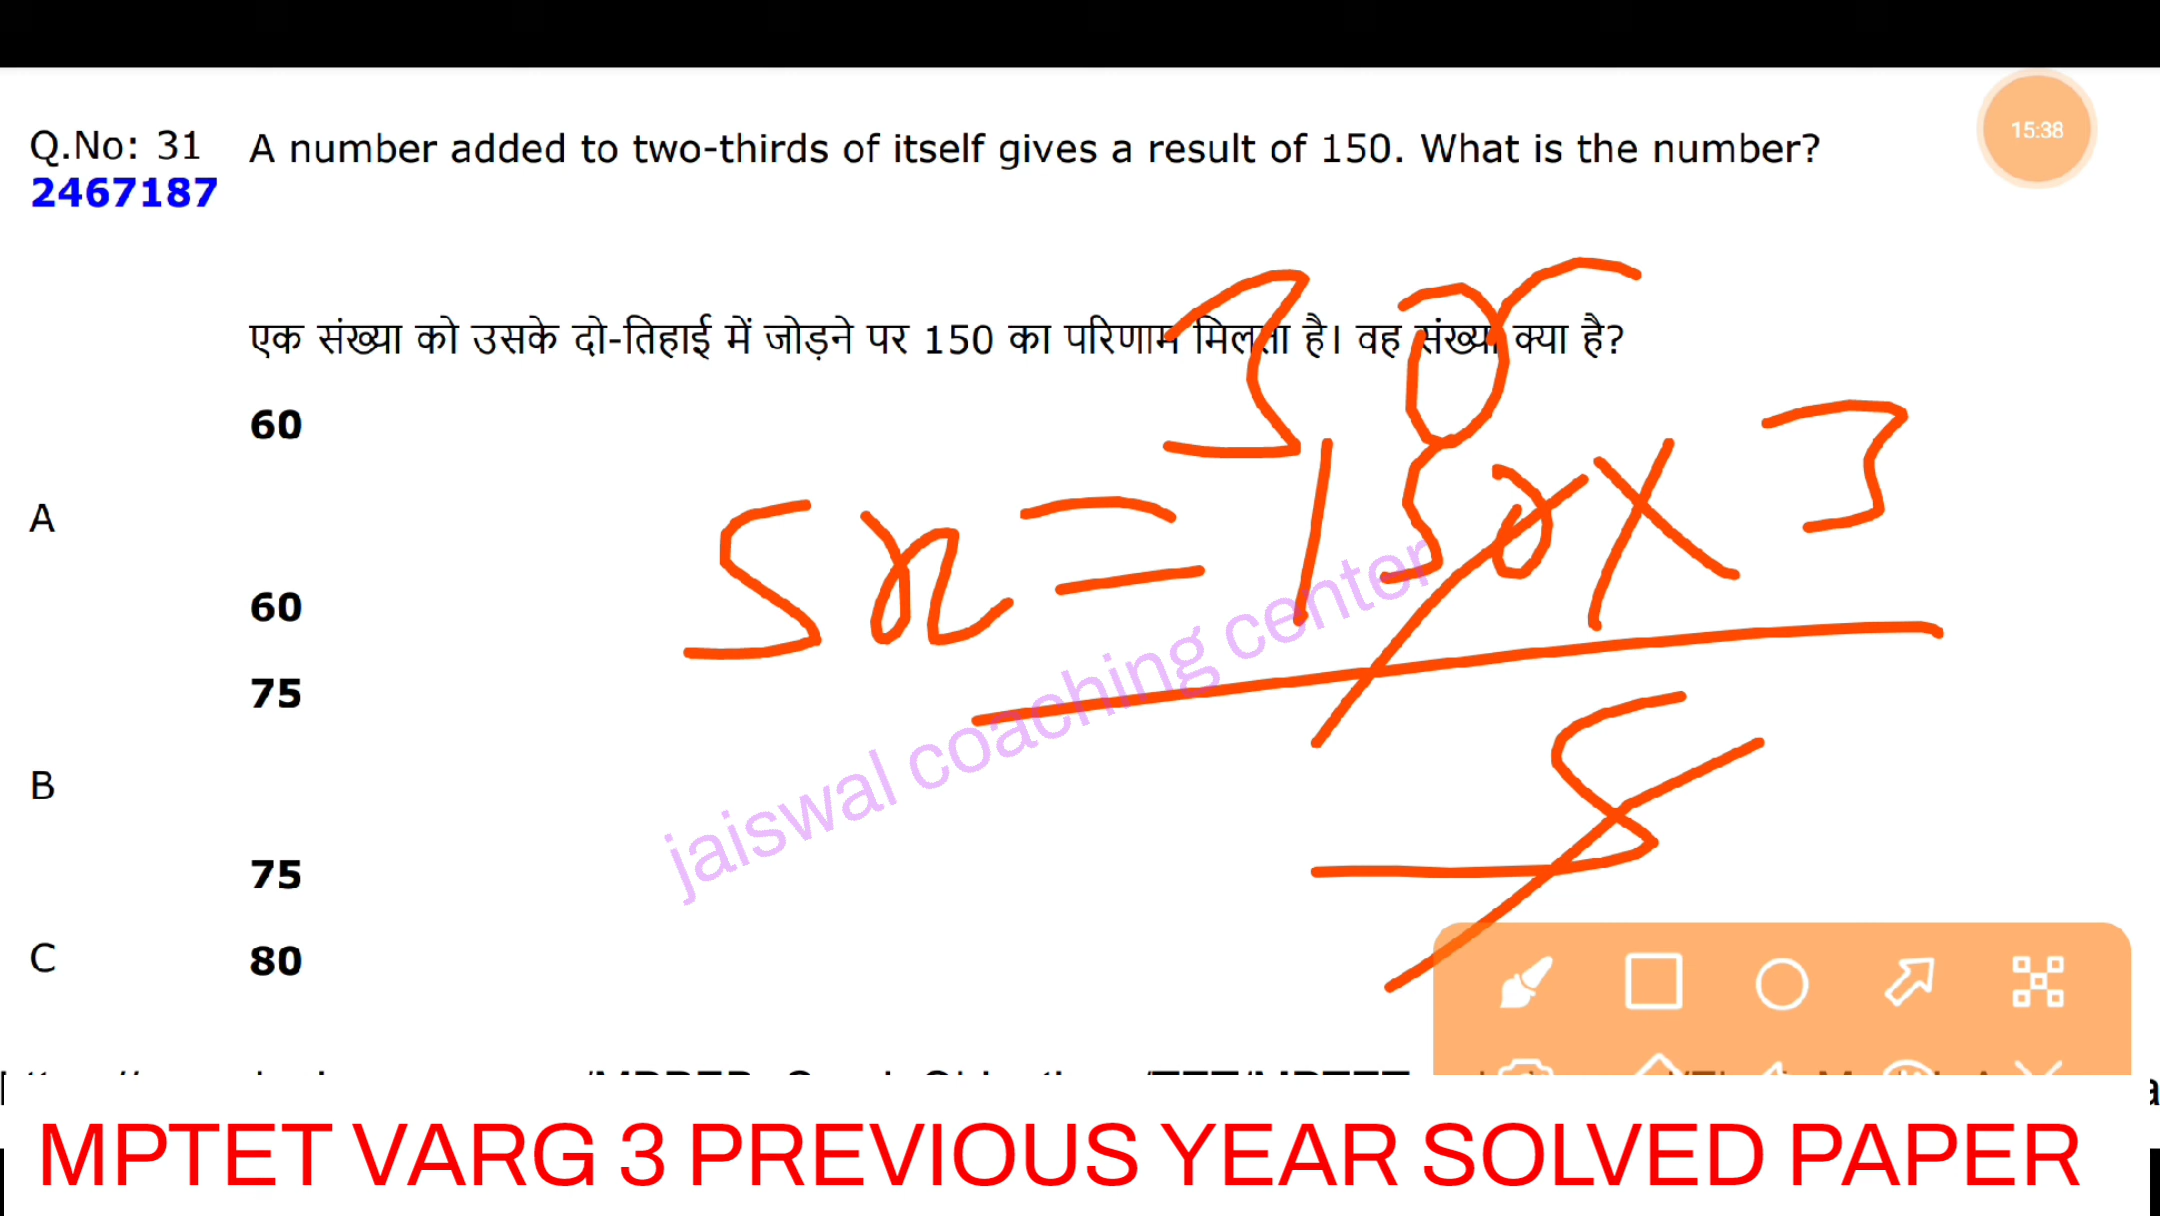 15:38
Q.No: 31 A number added to two-thirds of itself gives a result of 150. What is the number?
2467187
एक संख्या को उसके दो-तिहाई में जोड़ने पर 150 का परिणाम मिलता है। वह संख्या क्या है?
60
A
60
75
B
75
C 80
30
5x = 150 x 3
5
jaiswal coaching center
MPTET VARG 3 PREVIOUS YEAR SOLVED PAPER